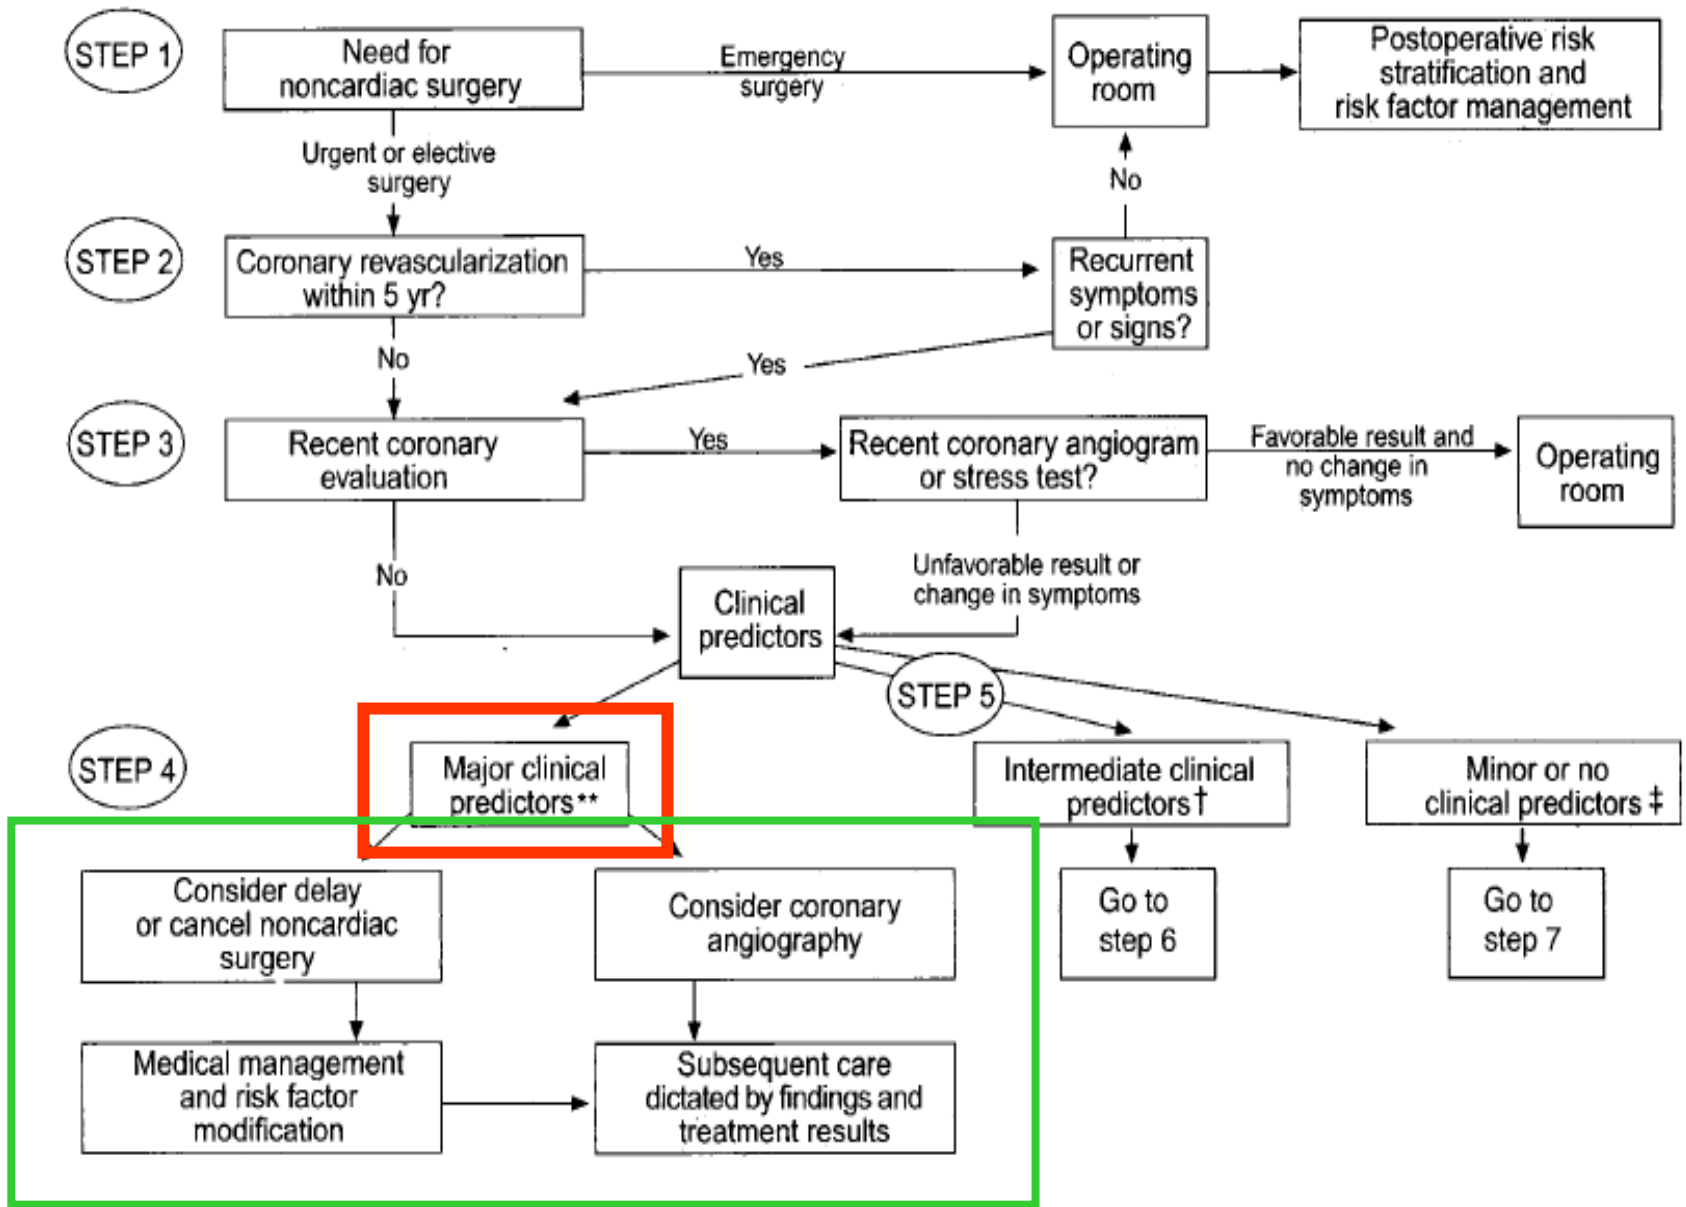 STEP 1
Need for
noncardiac surgery
Emergency
surgery
Operating
room
Postoperative risk
stratification and
risk factor management
Urgent or elective
surgery
No
STEP 2
Coronary revascularization
within 5 yr?
Yes
Recurrent
symptoms
or signs?
No
Yes
STEP 3
Recent coronary
evaluation
Yes
Recent coronary angiogram
or stress test?
Favorable result and
no change in
symptoms
Operating
room
No
Clinical
predictors
Unfavorable result or
change in symptoms
STEP 5
STEP 4
Major clinical
predictors**
Intermediate clinical
predictors†
Minor or no
clinical predictors‡
Consider delay
or cancel noncardiac
surgery
Consider coronary
angiography
Go to
step 6
Go to
step 7
Medical management
and risk factor
modification
Subsequent care
dictated by findings and
treatment results